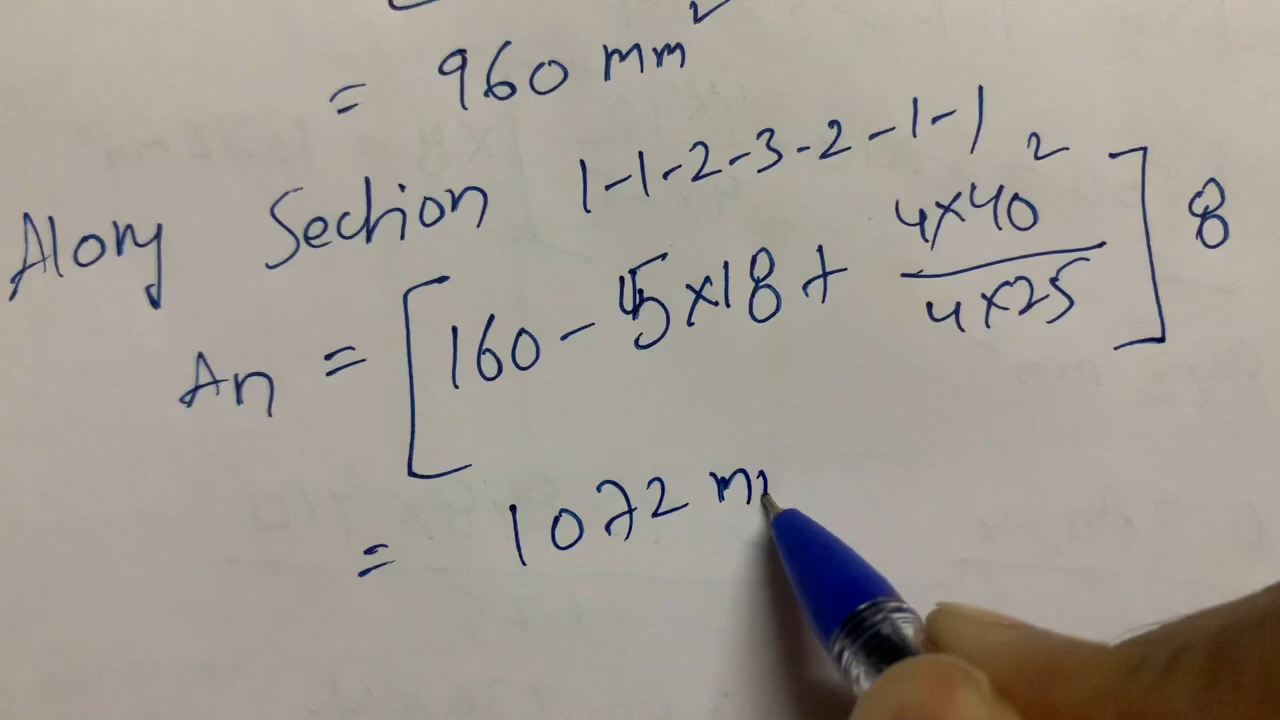 = 960 mm²
Along Section 1-1-2-3-2-1-1
An = [160 - 5×18 + 4×40² / 4×25] 8
= 1072 m